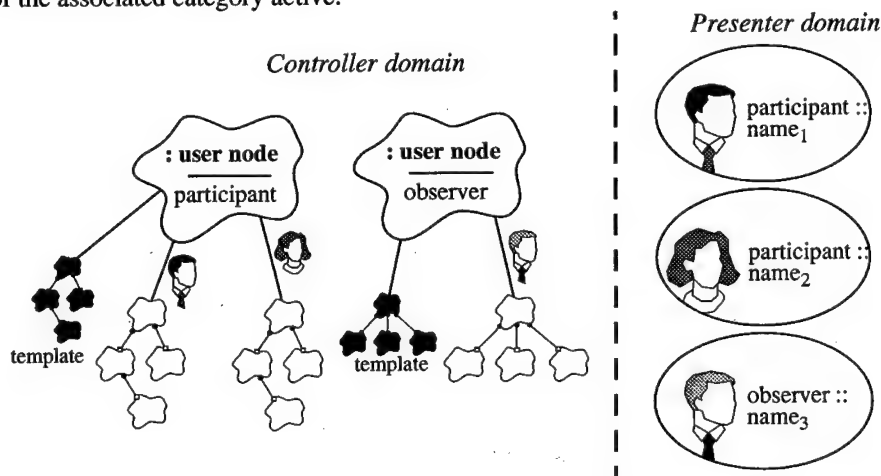 of the associated category active.
Controller domain
Presenter domain
: user node
participant
: user node
observer
template
template
participant ::
name1
participant ::
name2
observer ::
name3